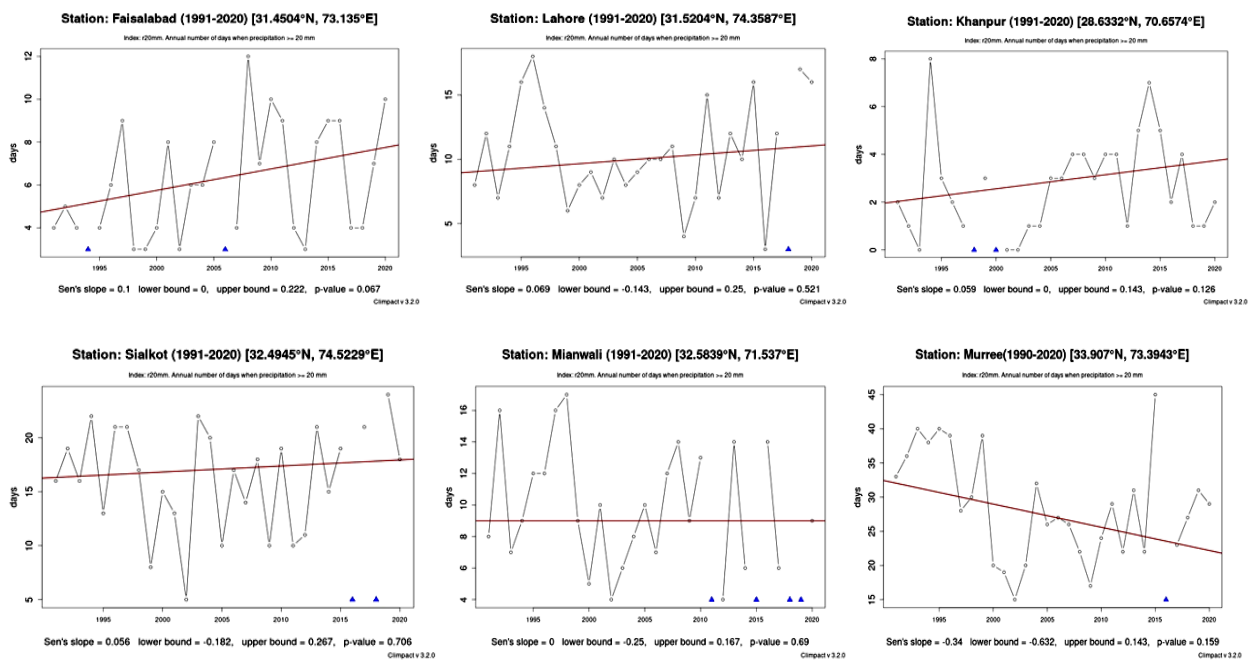 Station: Faisalabad (1991-2020) [31.4504°N, 73.135°E]
Index: r20mm. Annual number of days when precipitation >= 20 mm
12
10
8
6
4
days
1995 2000 2005 2010 2015 2020
Sen's slope = 0.1 lower bound = 0, upper bound = 0.222, p-value = 0.067
Climpact v 3.2.0
Station: Lahore (1991-2020) [31.5204°N, 74.3587°E]
Index: r20mm. Annual number of days when precipitation >= 20 mm
15
10
5
days
1995 2000 2005 2010 2015 2020
Sen's slope = 0.069 lower bound = -0.143, upper bound = 0.25, p-value = 0.521
Climpact v 3.2.0
Station: Khanpur (1991-2020) [28.6332°N, 70.6574°E]
Index: r20mm. Annual number of days when precipitation >= 20 mm
8
6
4
2
0
days
1995 2000 2005 2010 2015 2020
Sen's slope = 0.059 lower bound = 0, upper bound = 0.143, p-value = 0.126
Climpact v 3.2.0
Station: Sialkot (1991-2020) [32.4945°N, 74.5229°E]
Index: r20mm. Annual number of days when precipitation >= 20 mm
20
15
10
5
days
1995 2000 2005 2010 2015 2020
Sen's slope = 0.056 lower bound = -0.182, upper bound = 0.267, p-value = 0.706
Climpact v 3.2.0
Station: Mianwali (1991-2020) [32.5839°N, 71.537°E]
Index: r20mm. Annual number of days when precipitation >= 20 mm
16
14
12
10
8
6
4
days
1995 2000 2005 2010 2015 2020
Sen's slope = 0 lower bound = -0.25, upper bound = 0.167, p-value = 0.69
Climpact v 3.2.0
Station: Murree(1990-2020) [33.907°N, 73.3943°E]
Index: r20mm. Annual number of days when precipitation >= 20 mm
45
40
35
30
25
20
15
days
1995 2000 2005 2010 2015 2020
Sen's slope = -0.34 lower bound = -0.632, upper bound = 0.143, p-value = 0.159
Climpact v 3.2.0